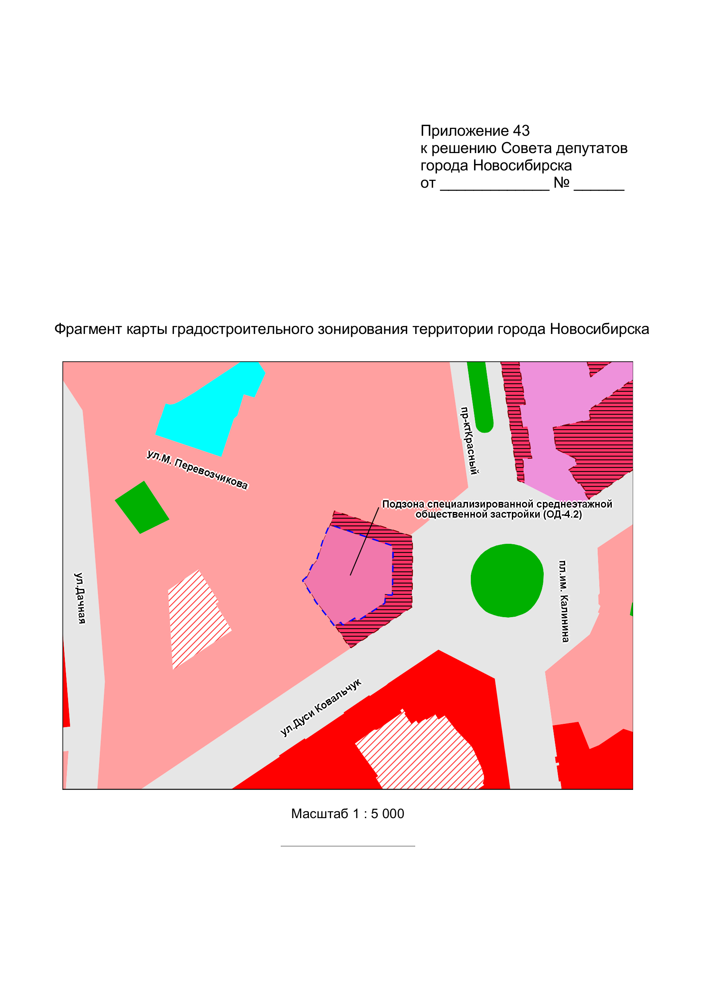 Приложение 43
к решению Совета депутатов
города Новосибирска
от _____________ № ______
Фрагмент карты градостроительного зонирования территории города Новосибирска
пр-ктКрасный
ул.М. Перевозчикова
Подзона специализированной среднеэтажной
общественной застройки (ОД-4.2)
ул.Дачная
пл.им. Калинина
ул.Дуси Ковальчук
Масштаб 1 : 5 000